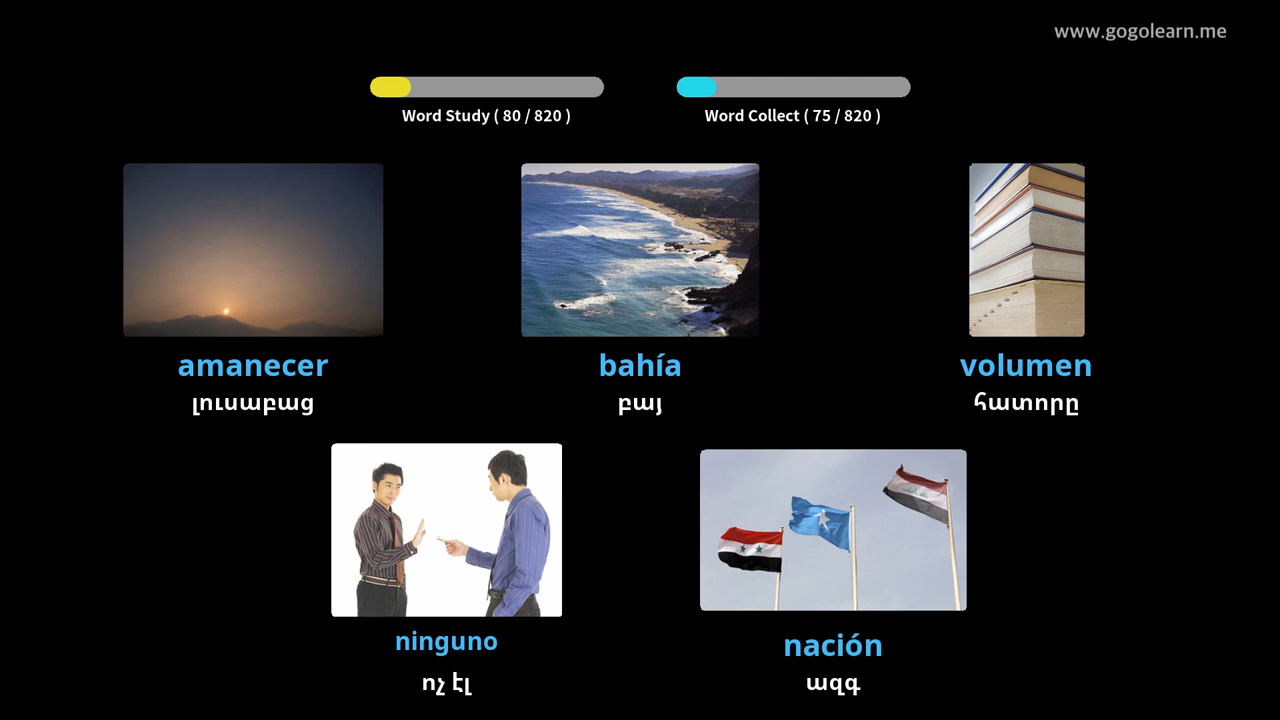 www.gogolearn.me
Word Study ( 80 / 820 )
Word Collect ( 75 / 820 )
amanecer
լուսաբաց
bahía
բայ
volumen
հատորը
ninguno
ոչ էլ
nación
ազգ